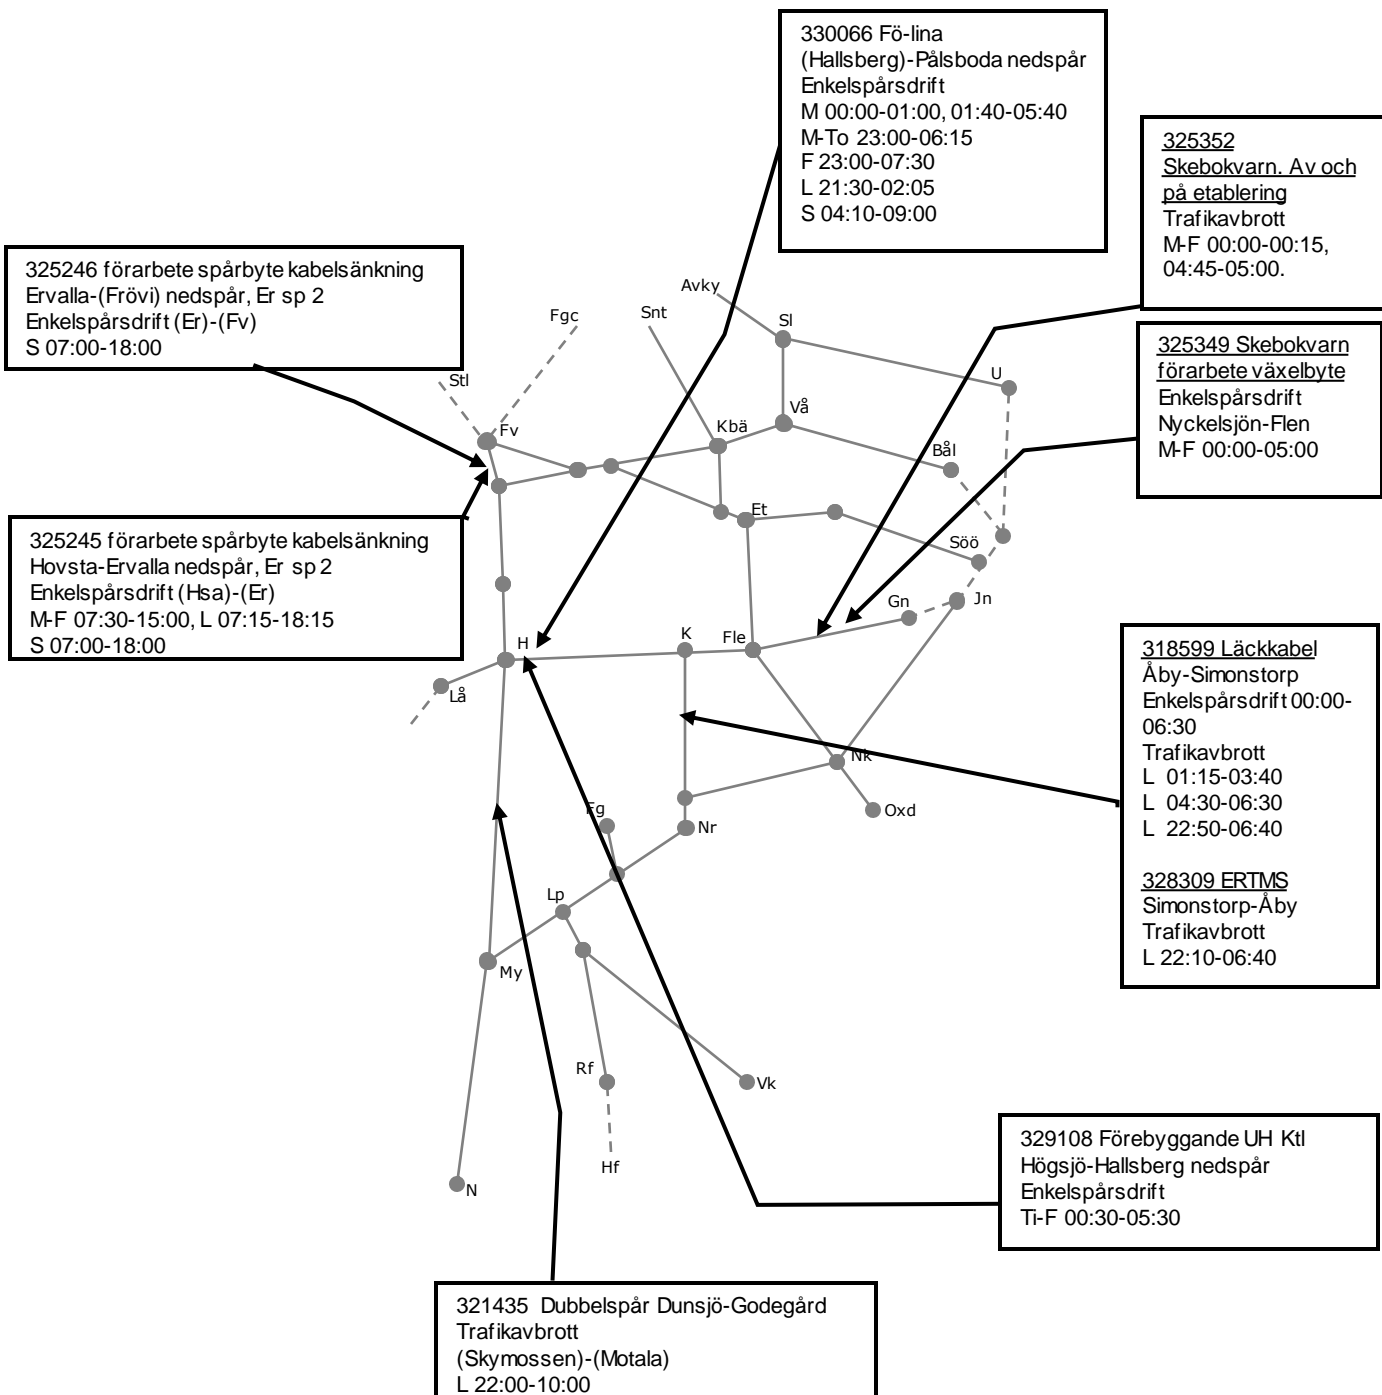 330066 Fö-lina
(Hallsberg)-Pålsboda nedspår
Enkelspårsdrift
M 00:00-01:00, 01:40-05:40
M-To 23:00-06:15
F 23:00-07:30
L 21:30-02:05
S 04:10-09:00
325352
Skebokvarn. Av och
på etablering
Trafikavbrott
M-F 00:00-00:15,
04:45-05:00.
325246 förarbete spårbyte kabelsänkning
Ervalla-(Frövi) nedspår, Er sp 2
Enkelspårsdrift (Er)-(Fv)
S 07:00-18:00
325349 Skebokvarn
förarbete växelbyte
Enkelspårsdrift
Nyckelsjön-Flen
M-F 00:00-05:00
Avky
Fgc
Snt
Sl
Stl
U
Vå
Fv
Kbä
Bål
325245 förarbete spårbyte kabelsänkning
Hovsta-Ervalla nedspår, Er sp 2
Enkelspårsdrift (Hsa)-(Er)
M-F 07:30-15:00, L 07:15-18:15
S 07:00-18:00
Et
Söö
Gn
Jn
H
K
Fle
Lå
318599 Läckkabel
Åby-Simonstorp
Enkelspårsdrift 00:00-
06:30
Trafikavbrott
L 01:15-03:40
L 04:30-06:30
L 22:50-06:40
328309 ERTMS
Simonstorp-Åby
Trafikavbrott
L 22:10-06:40
Nk
Fg
Oxd
Nr
Lp
My
Rf
Vk
Hf
N
329108 Förebyggande UH Ktl
Högsjö-Hallsberg nedspår
Enkelspårsdrift
Ti-F 00:30-05:30
321435 Dubbelspår Dunsjö-Godegård
Trafikavbrott
(Skymossen)-(Motala)
L 22:00-10:00